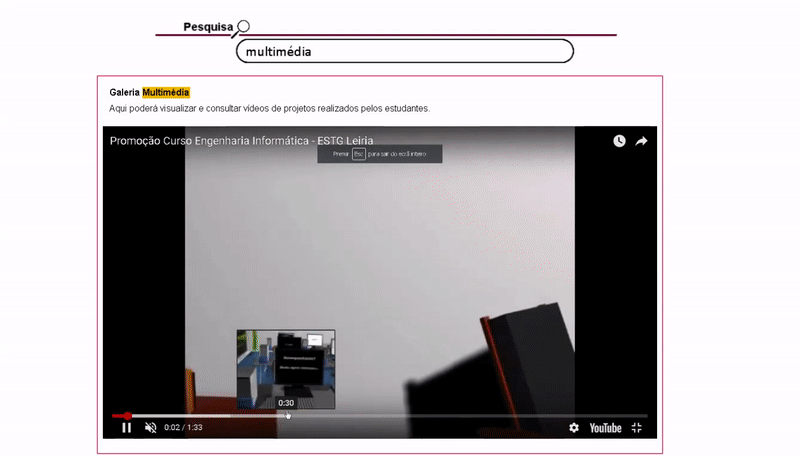 Pesquisa
multimédia
Galeria Multimédia
Aqui poderá visualizar e consultar vídeos de projetos realizados pelos estudantes.
Promoção Curso Engenharia Informática - ESTG Leiria
Premir Esc para sair do ecrã inteiro
0:30
0:02 / 1:33
YouTube